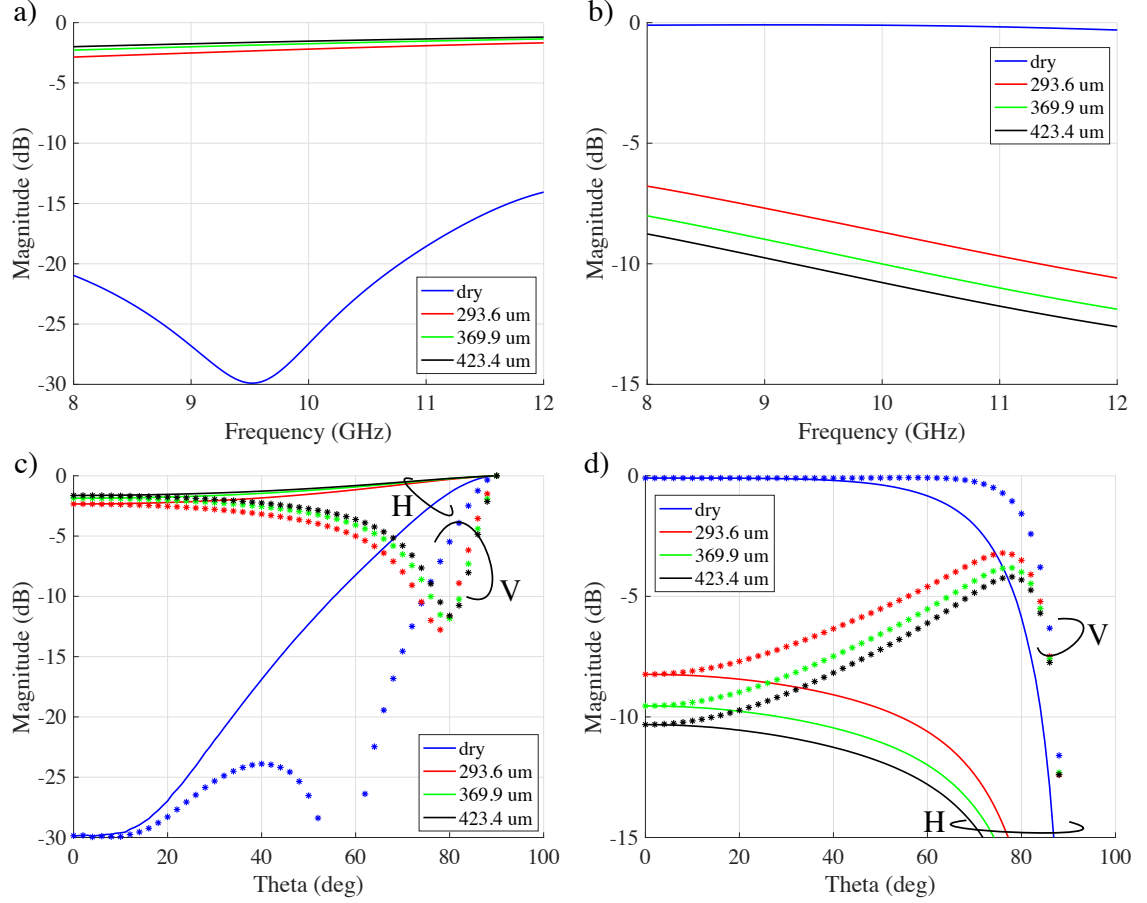 a)
Magnitude (dB)
0
-5
-10
-15
-20
-25
-30
8
9
10
11
12
Frequency (GHz)
dry
293.6 um
369.9 um
423.4 um
b)
Magnitude (dB)
0
-5
-10
-15
8
9
10
11
12
Frequency (GHz)
dry
293.6 um
369.9 um
423.4 um
c)
Magnitude (dB)
0
-5
-10
-15
-20
-25
-30
0
20
40
60
80
100
Theta (deg)
H
V
dry
293.6 um
369.9 um
423.4 um
d)
Magnitude (dB)
0
-5
-10
-15
0
20
40
60
80
100
Theta (deg)
dry
293.6 um
369.9 um
423.4 um
V
H